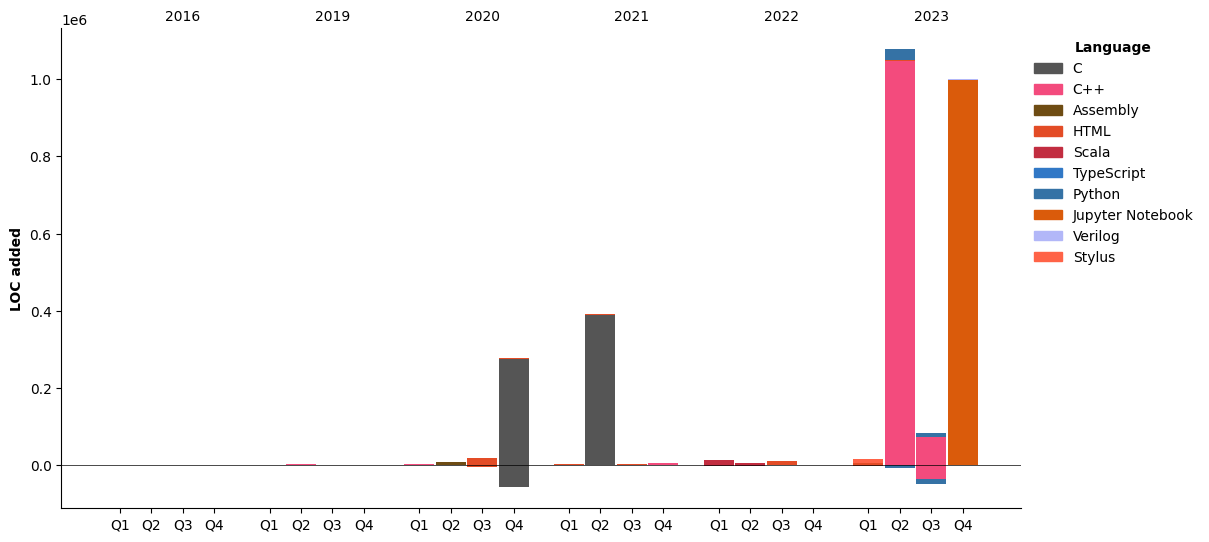 1e6
2016 2019 2020 2021 2022 2023
LOC added
1.0
0.8
0.6
0.4
0.2
0.0
Q1 Q2 Q3 Q4 Q1 Q2 Q3 Q4 Q1 Q2 Q3 Q4 Q1 Q2 Q3 Q4 Q1 Q2 Q3 Q4 Q1 Q2 Q3 Q4
Language
C
C++
Assembly
HTML
Scala
TypeScript
Python
Jupyter Notebook
Verilog
Stylus